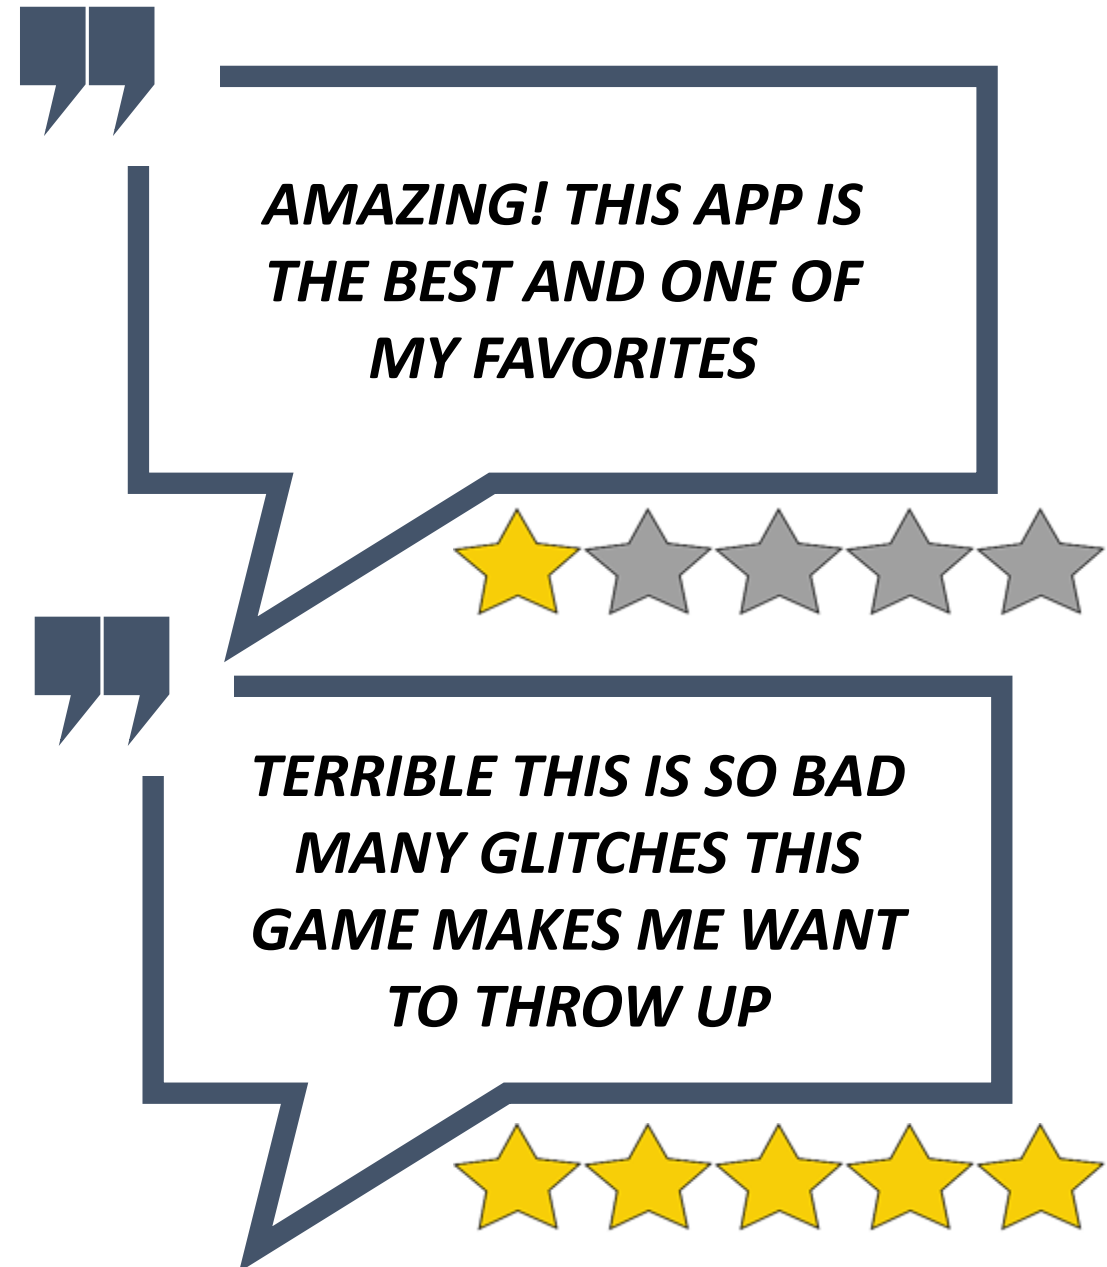 AMAZING! THIS APP IS
THE BEST AND ONE OF
MY FAVORITES
TERRIBLE THIS IS SO BAD
MANY GLITCHES THIS
GAME MAKES ME WANT
TO THROW UP